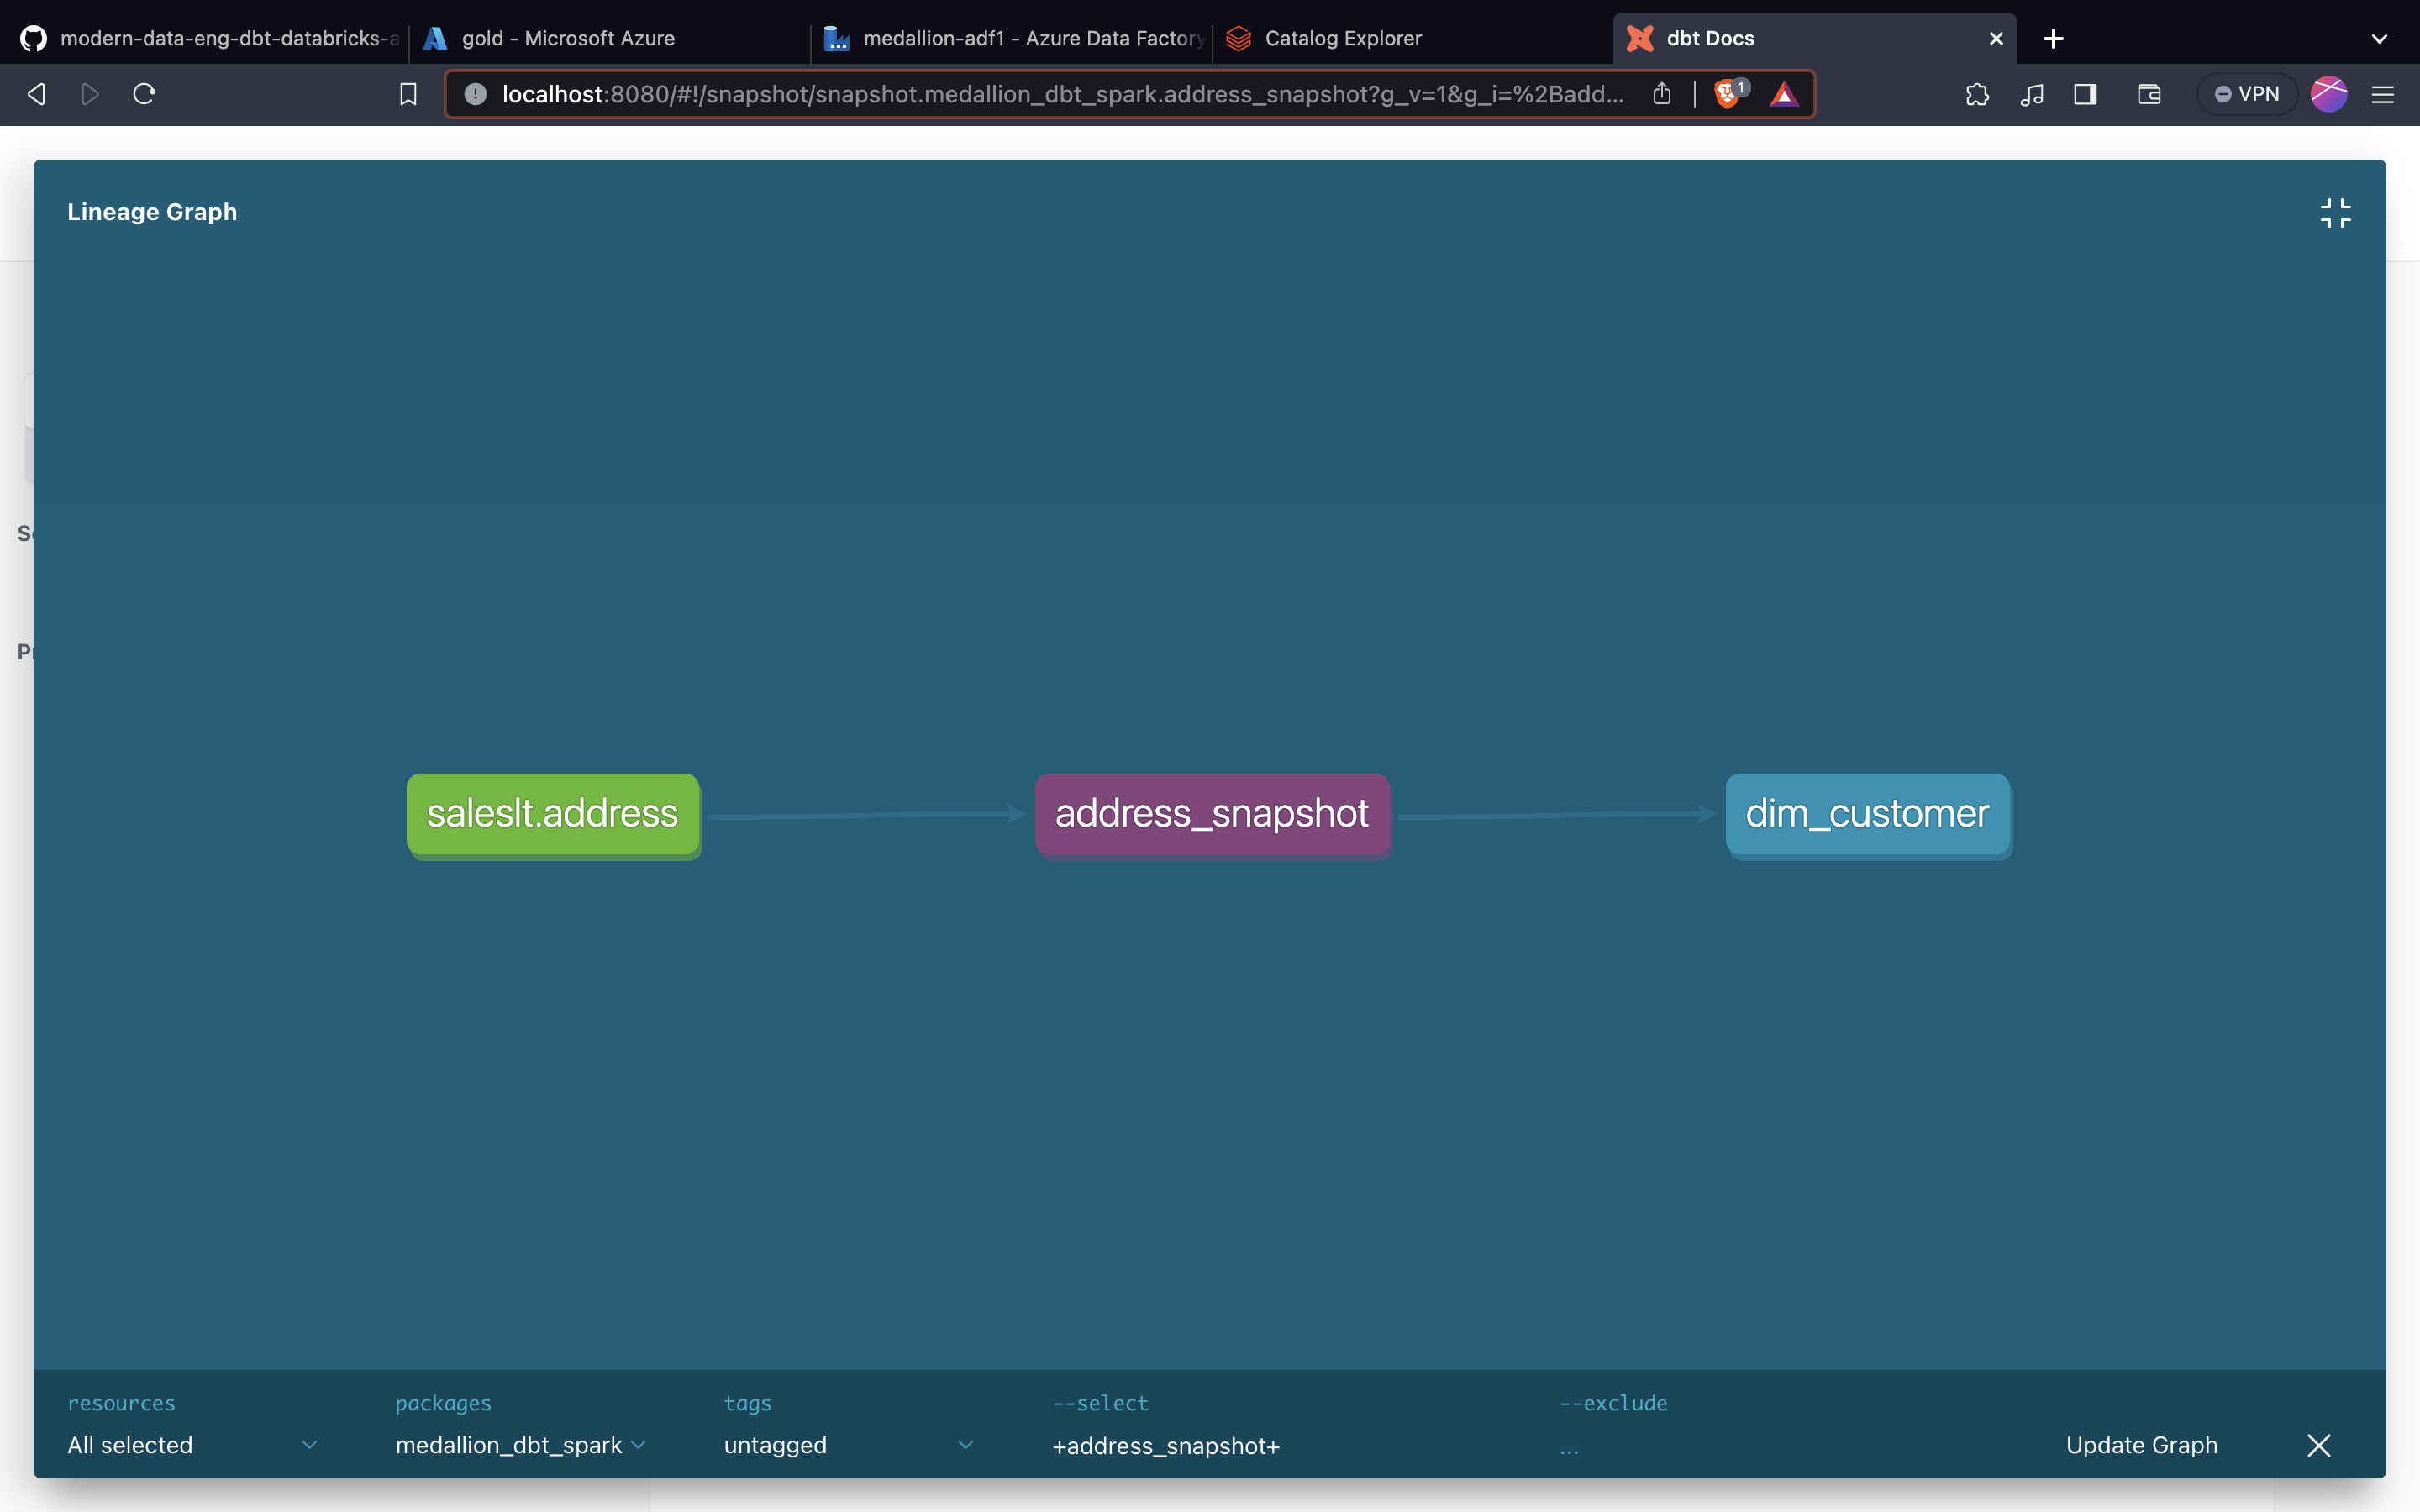 modern-data-eng-dbt-databricks-a
gold - Microsoft Azure
medallion-adf1 - Azure Data Factory
Catalog Explorer
dbt Docs
localhost:8080/#!/snapshot/snapshot.medallion_dbt_spark.address_snapshot?g_v=1&g_i=%2Badd...
1
VPN
Lineage Graph
saleslt.address
address_snapshot
dim_customer
resources
packages
tags
--select
--exclude
All selected
medallion_dbt_spark
untagged
+address_snapshot+
...
Update Graph